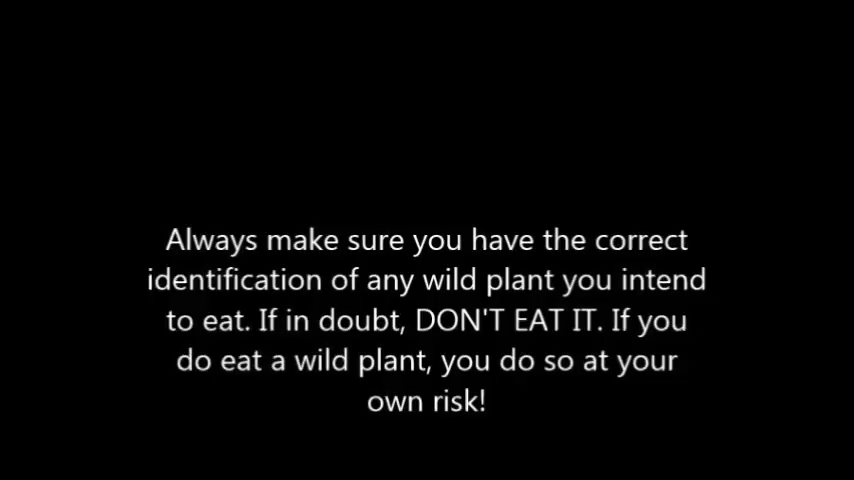 Always make sure you have the correct
identification of any wild plant you intend
to eat. If in doubt, DON'T EAT IT. If you
do eat a wild plant, you do so at your
own risk!